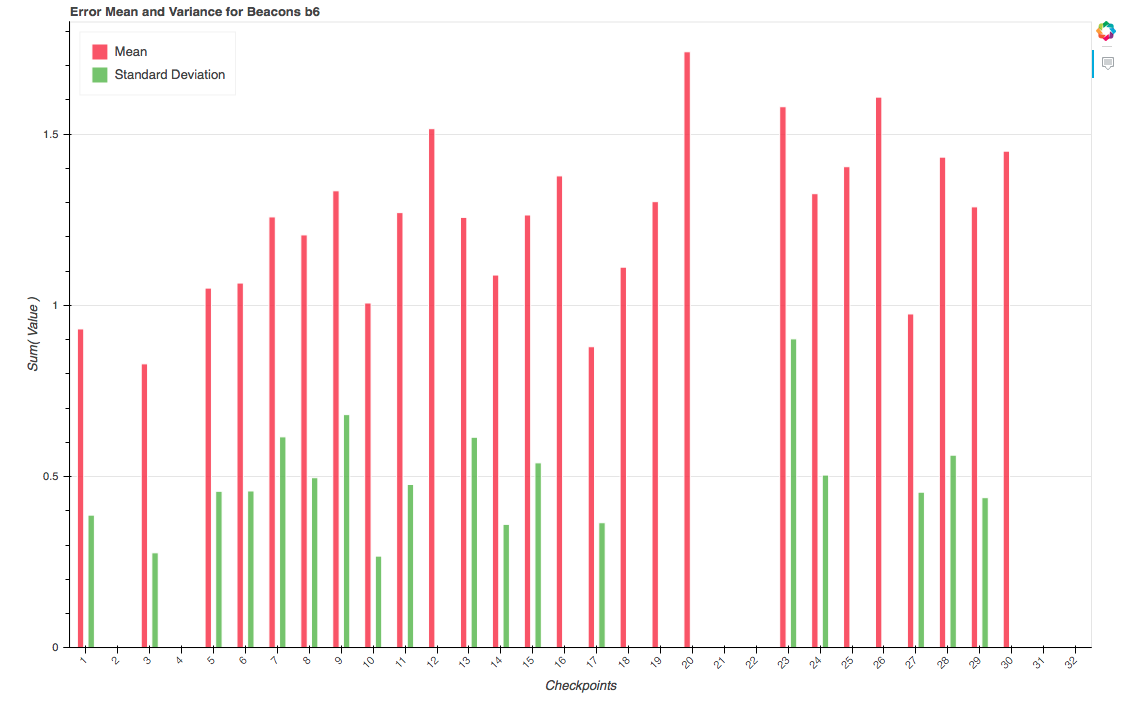 Error Mean and Variance for Beacons b6
Mean
Standard Deviation
1.5
1
0.5
0
Sum( Value )
1 2 3 4 5 6 7 8 9 10 11 12 13 14 15 16 17 18 19 20 21 22 23 24 25 26 27 28 29 30 31 32
Checkpoints